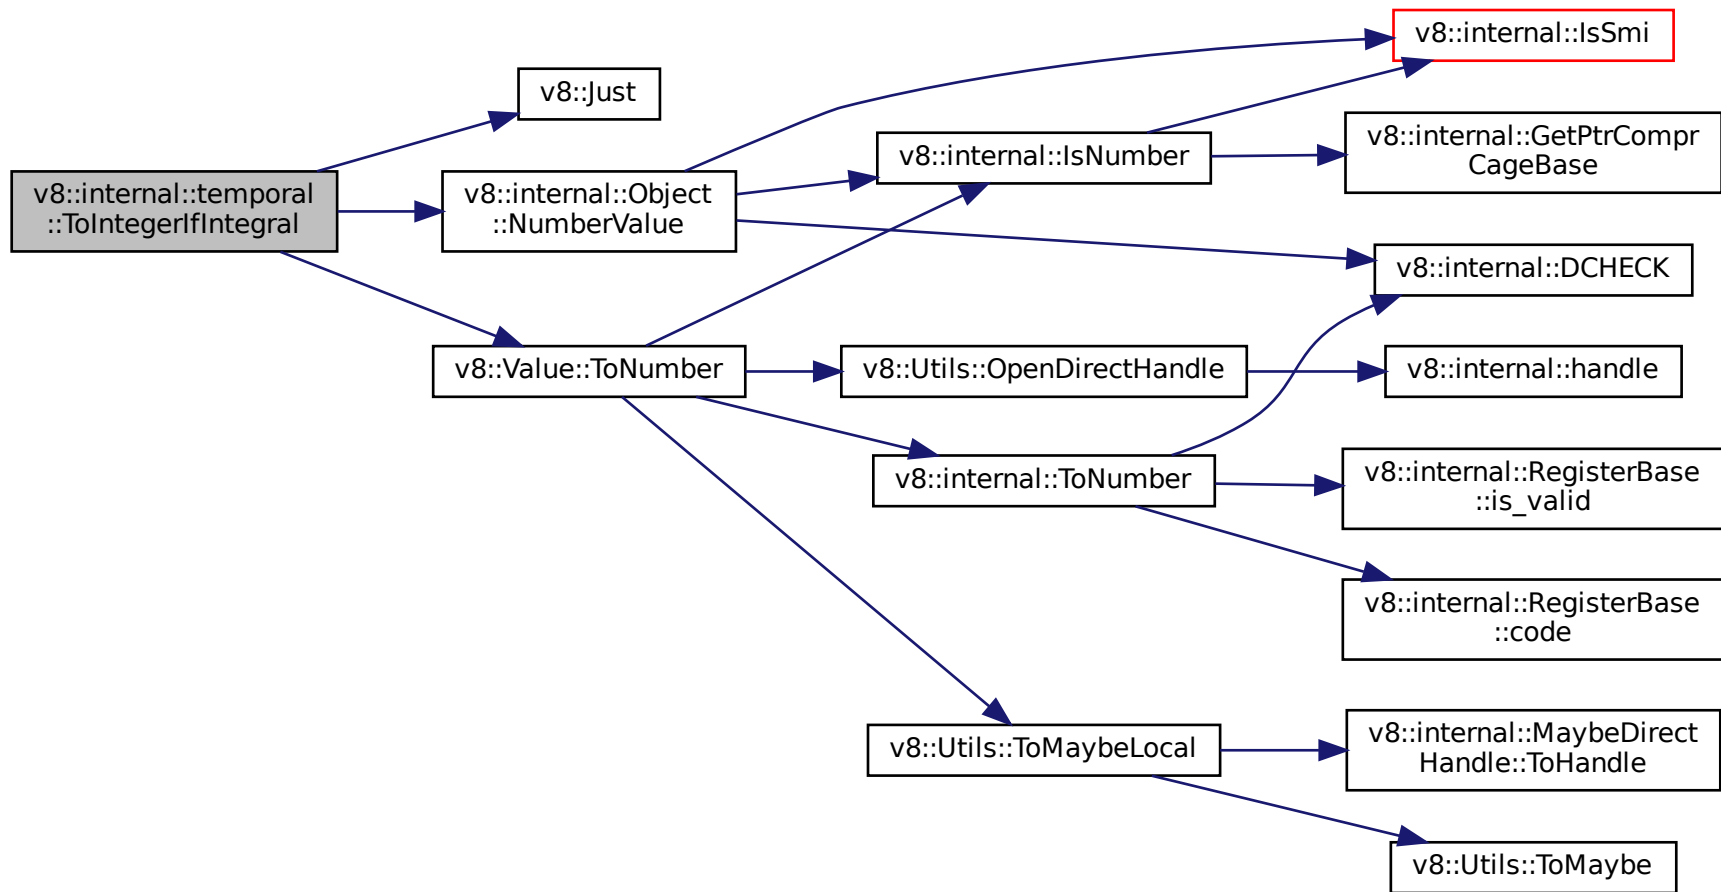 v8::internal::temporal
::ToIntegerIfIntegral
v8::Just
v8::internal::Object
::NumberValue
v8::Value::ToNumber
v8::internal::IsNumber
v8::Utils::OpenDirectHandle
v8::internal::ToNumber
v8::Utils::ToMaybeLocal
v8::internal::IsSmi
v8::internal::GetPtrCompr
CageBase
v8::internal::DCHECK
v8::internal::handle
v8::internal::RegisterBase
::is_valid
v8::internal::RegisterBase
::code
v8::internal::MaybeDirect
Handle::ToHandle
v8::Utils::ToMaybe